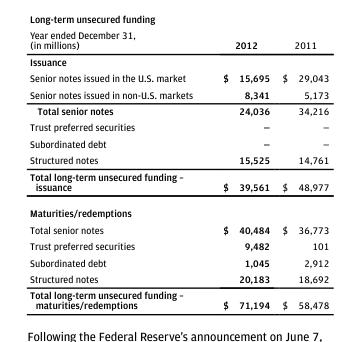 Long-term unsecured funding
Year ended December 31,
(in millions) 2012 2011
Issuance
Senior notes issued in the U.S. market $ 15,695 $ 29,043
Senior notes issued in non-U.S. markets 8,341 5,173
Total senior notes 24,036 34,216
Trust preferred securities – –
Subordinated debt – –
Structured notes 15,525 14,761
Total long-term unsecured funding –
issuance $ 39,561 $ 48,977
Maturities/redemptions
Total senior notes $ 40,484 $ 36,773
Trust preferred securities 9,482 101
Subordinated debt 1,045 2,912
Structured notes 20,183 18,692
Total long-term unsecured funding –
maturities/redemptions $ 71,194 $ 58,478
Following the Federal Reserve's announcement on June 7,